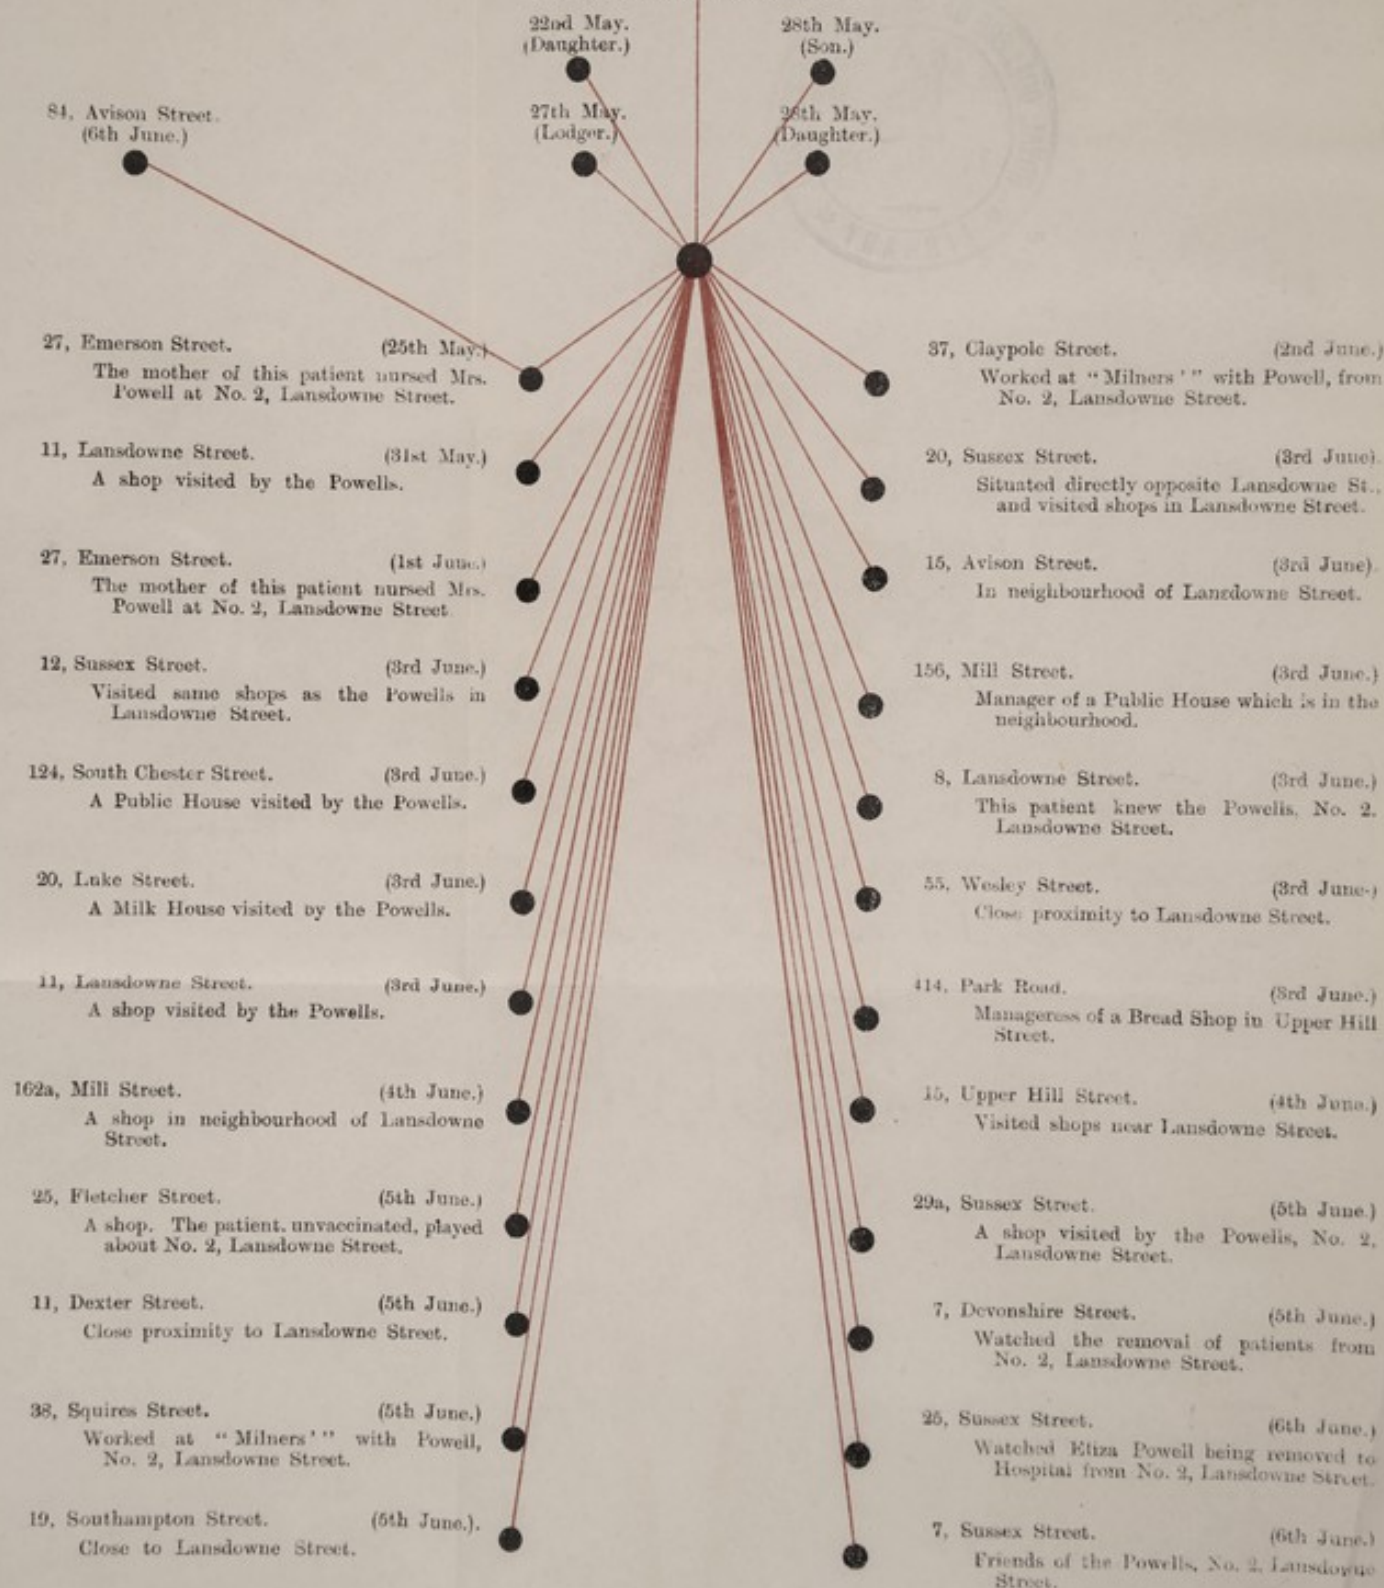 22nd May.
(Daughter.)
28th May.
(Son.)
84, Avison Street.
(6th June.)
27th May.
(Lodger.)
28th May.
(Daughter.)
27, Emerson Street. (25th May.)
The mother of this patient nursed Mrs.
Powell at No. 2, Lansdowne Street.
11, Lansdowne Street. (31st May.)
A shop visited by the Powells.
27, Emerson Street. (1st June.)
The mother of this patient nursed Mrs.
Powell at No. 2, Lansdowne Street
12, Sussex Street. (3rd June.)
Visited same shops as the Powells in
Lansdowne Street.
124, South Chester Street. (3rd June.)
A Public House visited by the Powells.
20, Luke Street. (3rd June.)
A Milk House visited by the Powells.
11, Lansdowne Street. (3rd June.)
A shop visited by the Powells.
162a, Mill Street. (4th June.)
A shop in neighbourhood of Lansdowne
Street.
25, Fletcher Street. (5th June.)
A shop. The patient, unvaccinated, played
about No. 2, Lansdowne Street.
11, Dexter Street. (5th June.)
Close proximity to Lansdowne Street.
38, Squires Street. (5th June.)
Worked at "Milners'" with Powell,
No. 2, Lansdowne Street.
19, Southampton Street. (5th June.).
Close to Lansdowne Street.
37, Claypole Street. (2nd June.)
Worked at "Milners'" with Powell, from
No. 2, Lansdowne Street.
20, Sussex Street. (3rd June).
Situated directly opposite Lansdowne St.,
and visited shops in Lansdowne Street.
15, Avison Street. (3rd June).
In neighbourhood of Lansdowne Street.
156, Mill Street. (3rd June.)
Manager of a Public House which is in the
neighbourhood.
8, Lansdowne Street. (3rd June.)
This patient knew the Powells, No. 2,
Lansdowne Street.
55, Wesley Street. (3rd June.)
Close proximity to Lansdowne Street.
414, Park Road. (3rd June.)
Manageress of a Bread Shop in Upper Hill
Street.
15, Upper Hill Street. (4th June.)
Visited shops near Lansdowne Street.
29a, Sussex Street. (5th June.)
A shop visited by the Powells, No. 2,
Lansdowne Street.
7, Devonshire Street. (5th June.)
Watched the removal of patients from
No. 2, Lansdowne Street.
25, Sussex Street. (6th June.)
Watched Eliza Powell being removed to
Hospital from No. 2, Lansdowne Street.
7, Sussex Street. (6th June.)
Friends of the Powells, No. 2, Lansdowne
Street.